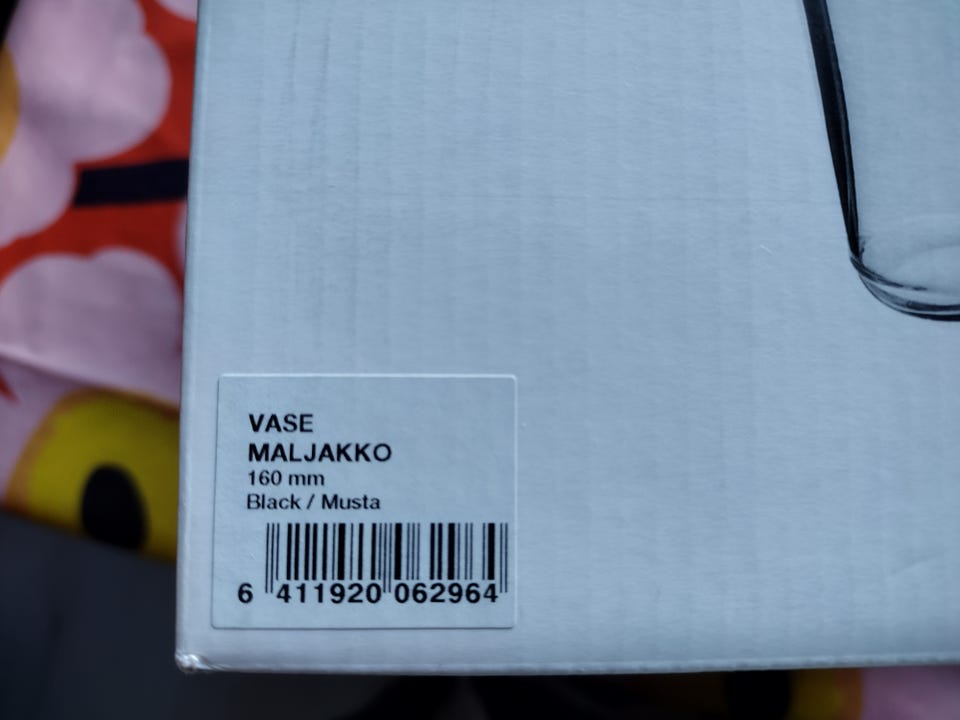 VASE
MALJAKKO
160 mm
Black / Musta
6 411920 062964